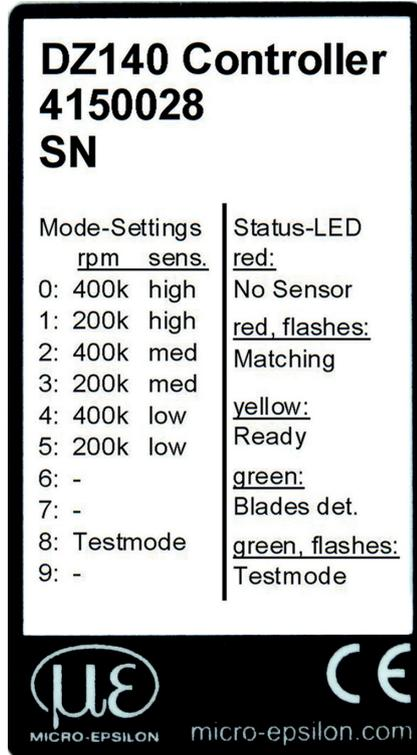 DZ140 Controller
4150028
SN
Mode-Settings
rpm sens.
0: 400k high
1: 200k high
2: 400k med
3: 200k med
4: 400k low
5: 200k low
6: -
7: -
8: Testmode
9: -
Status-LED
red:
No Sensor
red, flashes:
Matching
yellow:
Ready
green:
Blades det.
green, flashes:
Testmode
με
MICRO-EPSILON
CE
micro-epsilon.com